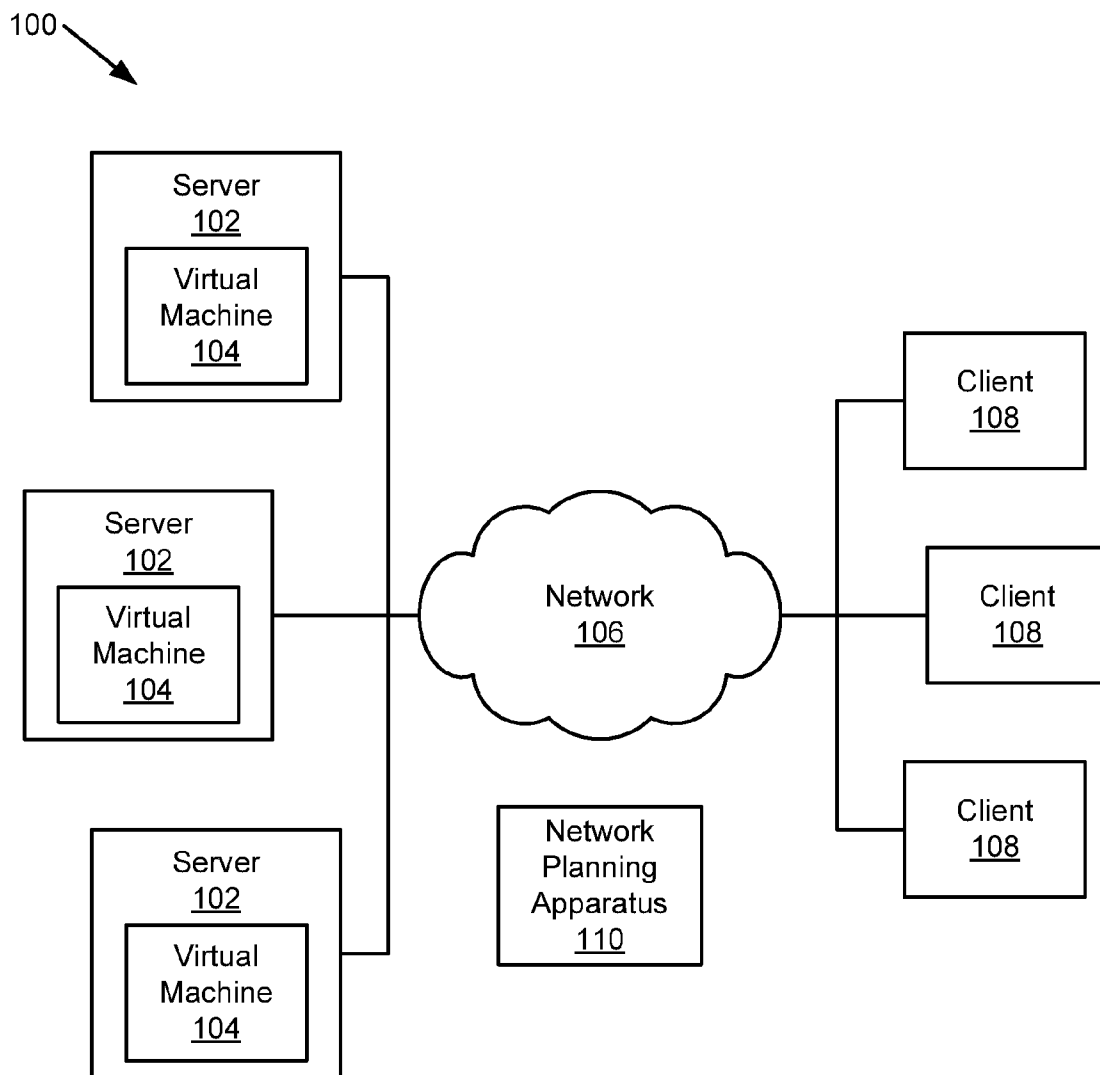 100
Server
102
Virtual
Machine
104
Server
102
Virtual
Machine
104
Server
102
Virtual
Machine
104
Network
106
Network
Planning
Apparatus
110
Client
108
Client
108
Client
108